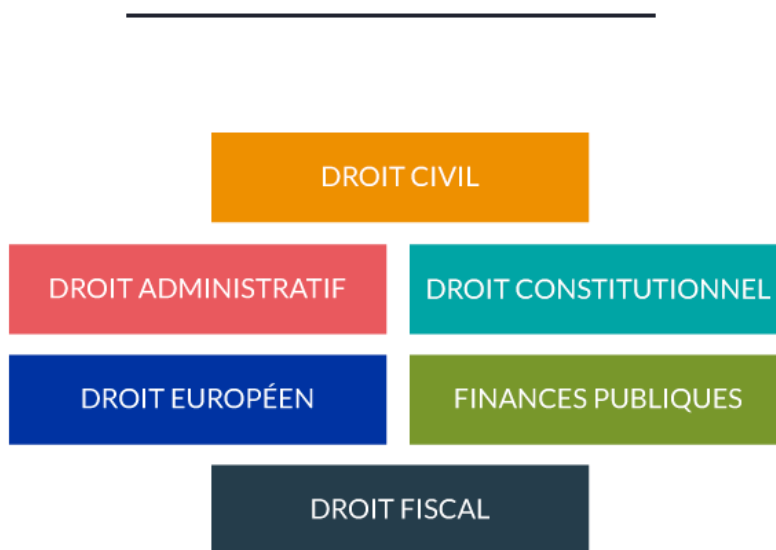 DROIT CIVIL
DROIT ADMINISTRATIF
DROIT CONSTITUTIONNEL
DROIT EUROPÉEN
FINANCES PUBLIQUES
DROIT FISCAL